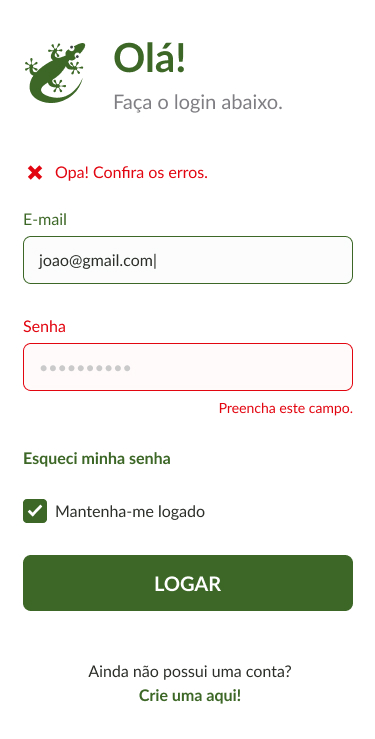 Olá!
Faça o login abaixo.
Opa! Confira os erros.
E-mail
joao@gmail.com|
Senha
••••••••••
Preencha este campo.
Esqueci minha senha
Mantenha-me logado
LOGAR
Ainda não possui uma conta?
Crie uma aqui!